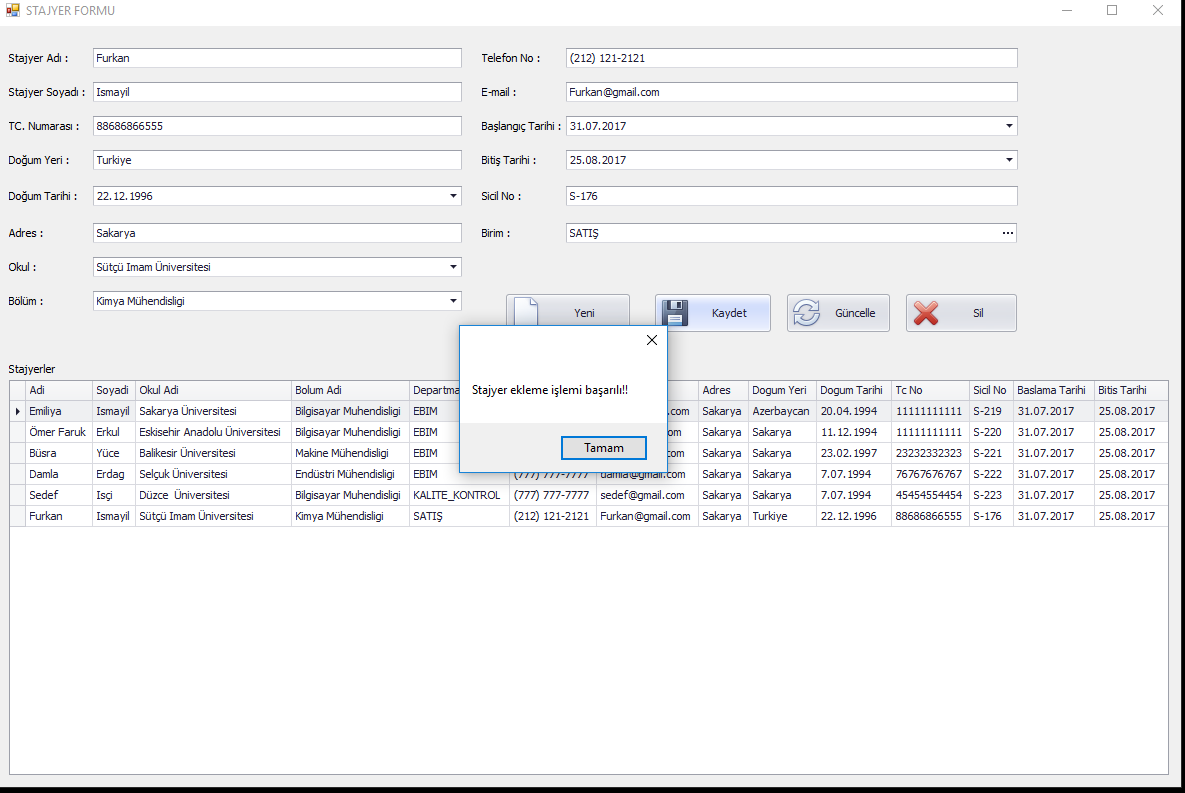 STAJYER FORMU
Stajyer Adı : Furkan Telefon No : (212) 121-2121
Stajyer Soyadı : Ismayil E-mail : Furkan@gmail.com
TC. Numarası : 88686866555 Başlangıç Tarihi : 31.07.2017
Doğum Yeri : Turkiye Bitiş Tarihi : 25.08.2017
Doğum Tarihi : 22.12.1996 Sicil No : S-176
Adres : Sakarya Birim : SATIŞ ...
Okul : Sütçü Imam Üniversitesi
Bölüm : Kimya Mühendisligi
Yeni Kaydet Güncelle Sil
Stajyer ekleme işlemi başarılı!!
Tamam
Stajyerler
Adi Soyadi Okul Adi Bolum Adi Departma Adres Dogum Yeri Dogum Tarihi Tc No Sicil No Baslama Tarihi Bitis Tarihi
Emiliya Ismayil Sakarya Üniversitesi Bilgisayar Muhendisligi EBIM .com Sakarya Azerbaycan 20.04.1994 11111111111 S-219 31.07.2017 25.08.2017
Ömer Faruk Erkul Eskisehir Anadolu Üniversitesi Bilgisayar Muhendisligi EBIM om Sakarya Sakarya 11.12.1994 11111111111 S-220 31.07.2017 25.08.2017
Büsra Yüce Balikesir Üniversitesi Makine Mühendisligi EBIM com Sakarya Sakarya 23.02.1997 23232332323 S-221 31.07.2017 25.08.2017
Damla Erdag Selçuk Üniversitesi Endüstri Mühendisligi EBIM (777) 777-7777 damla@gmail.com Sakarya Sakarya 7.07.1994 76767676767 S-222 31.07.2017 25.08.2017
Sedef Isçi Düzce Üniversitesi Bilgisayar Muhendisligi KALITE_KONTROL (777) 777-7777 sedef@gmail.com Sakarya Sakarya 7.07.1994 45454554454 S-223 31.07.2017 25.08.2017
Furkan Ismayil Sütçü Imam Üniversitesi Kimya Mühendisligi SATIŞ (212) 121-2121 Furkan@gmail.com Sakarya Turkiye 22.12.1996 88686866555 S-176 31.07.2017 25.08.2017